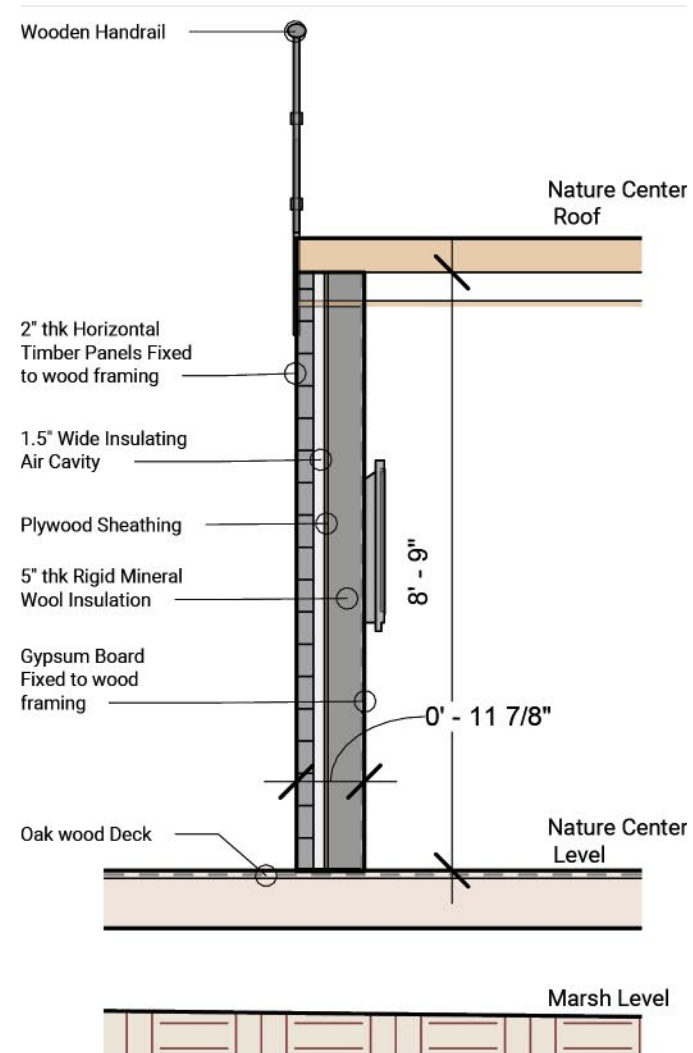 Wooden Handrail
Nature Center
Roof
2" thk Horizontal
Timber Panels Fixed
to wood framing
1.5" Wide Insulating
Air Cavity
Plywood Sheathing
5" thk Rigid Mineral
Wool Insulation
8' - 9"
Gypsum Board
Fixed to wood
framing
0' - 11 7/8"
Oak wood Deck
Nature Center
Level
Marsh Level